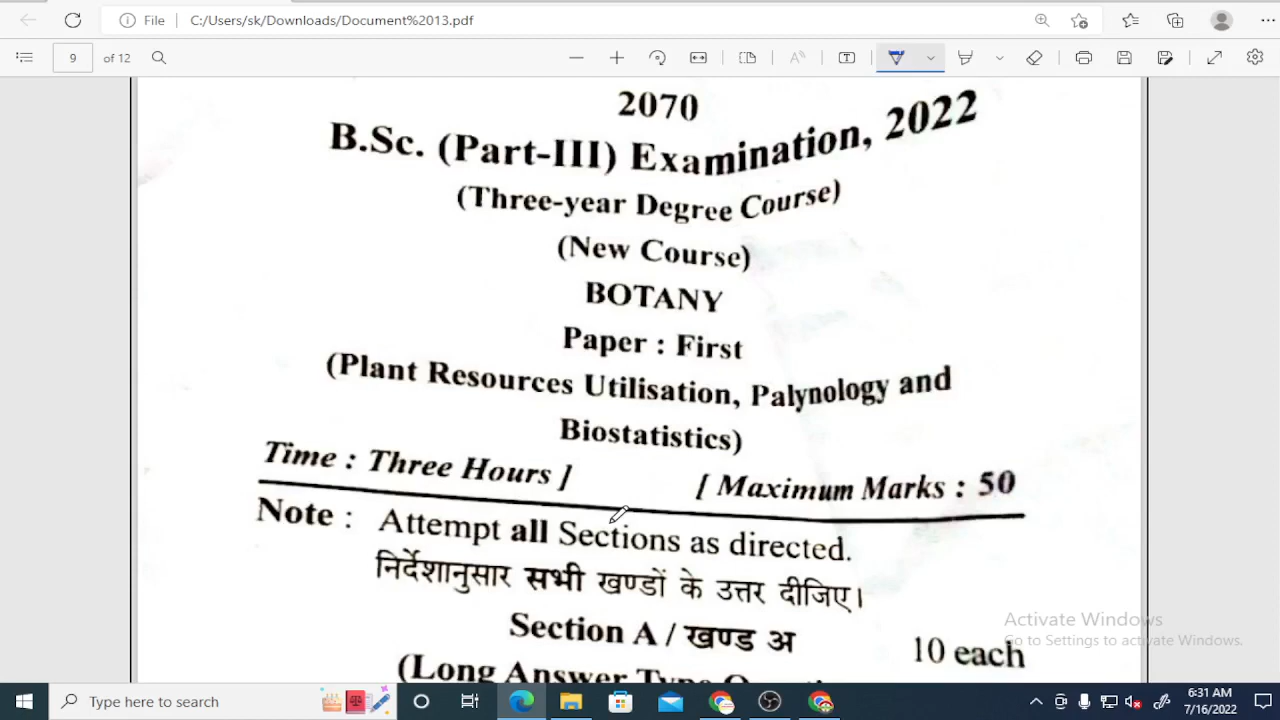 File C:/Users/sk/Downloads/Document%2013.pdf
9 of 12
2070
B.Sc. (Part-III) Examination, 2022
(Three-year Degree Course)
(New Course)
BOTANY
Paper : First
(Plant Resources Utilisation, Palynology and
Biostatistics)
Time : Three Hours ] [ Maximum Marks : 50
Note : Attempt all Sections as directed.
निर्देशानुसार सभी खण्डों के उत्तर दीजिए।
Section A / खण्ड अ
10 each
(Long Answer Type
Activate Windows
Go to Settings to activate Windows.
Type here to search
6:31 AM
7/16/2022